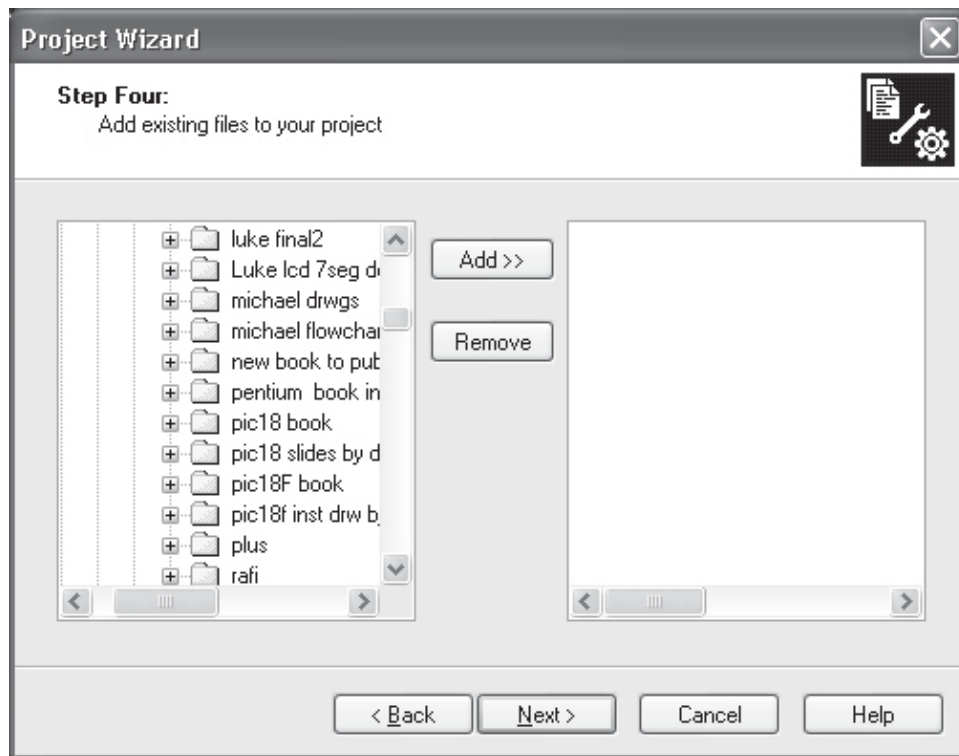 Project Wizard
Step Four:
Add existing files to your project
luke final2
Luke lcd 7seg d
michael drwgs
michael flowchar
new book to pub
pentium book in
pic18 book
pic18 slides by d
pic18F book
pic18f inst drw b
plus
rafi
Add >>
Remove
< Back
Next >
Cancel
Help